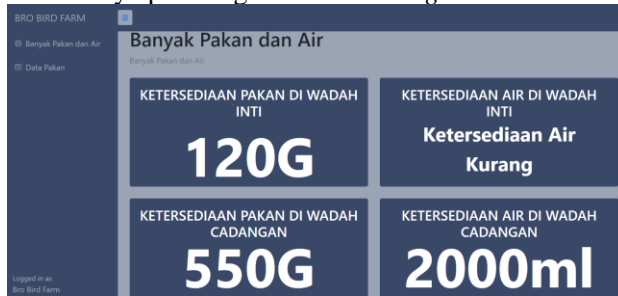 BRO BIRD FARM
Banyak Pakan dan Air
Data Pakan
Banyak Pakan dan Air
Banyak Pakan dan Air
KETERSEDIAAN PAKAN DI WADAH
INTI
120G
KETERSEDIAAN AIR DI WADAH
INTI
Ketersediaan Air
Kurang
KETERSEDIAAN PAKAN DI WADAH
CADANGAN
550G
KETERSEDIAAN AIR DI WADAH
CADANGAN
2000ml
Logged in as:
Bro Bird Farm